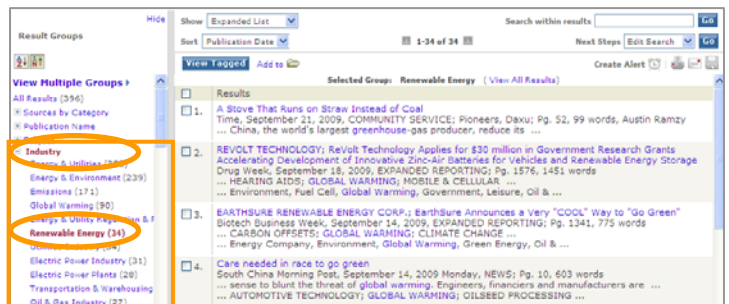 Hide
Result Groups
View Multiple Groups
All Results (396)
Sources by Category
Publication Name
Industry
Energy & Utilities
Energy & Environment (239)
Emissions (171)
Global Warming (90)
Energy & Utility Regulation & P
Renewable Energy (34)
Electric Power Industry (31)
Electric Power Plants (28)
Transportation & Warehousing
Oil & Gas Industry (27)
Show Expanded List Search within results Go
Sort Publication Date 1-34 of 34 Next Steps Edit Search Go
View Tagged Add to Create Alert
Selected Group: Renewable Energy ( View All Results)
Results
1. A Stove That Runs on Straw Instead of Coal
Time, September 21, 2009, COMMUNITY SERVICE; Pioneers, Daxu; Pg. 52, 99 words, Austin Ramzy
... China, the world's largest greenhouse-gas producer, reduce its ...
2. REVOLT TECHNOLOGY; ReVolt Technology Applies for $30 million in Government Research Grants
Accelerating Development of Innovative Zinc-Air Batteries for Vehicles and Renewable Energy Storage
Drug Week, September 18, 2009, EXPANDED REPORTING; Pg. 1576, 1451 words
... HEARING AIDS; GLOBAL WARMING; MOBILE & CELLULAR ...
... Environment, Fuel Cell, Global Warming, Government, Leisure, Oil & ...
3. EARTHSURE RENEWABLE ENERGY CORP.; EarthSure Announces a Very "COOL" Way to "Go Green"
Biotech Business Week, September 14, 2009, EXPANDED REPORTING; Pg. 1341, 775 words
... CARBON OFFSETS; GLOBAL WARMING; CLIMATE CHANGE ...
... Energy Company, Environment, Global Warming, Green Energy, Oil & ...
4. Care needed in race to go green
South China Morning Post, September 14, 2009 Monday, NEWS; Pg. 10, 603 words
... sense to blunt the threat of global warming. Engineers, financiers and manufacturers are ...
... AUTOMOTIVE TECHNOLOGY; GLOBAL WARMING; OILSEED PROCESSING ...